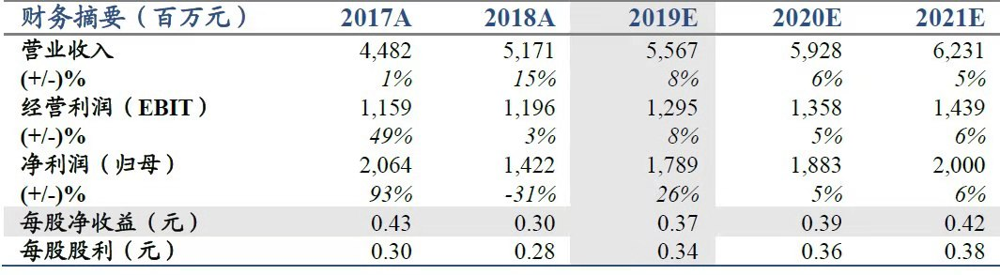 财务摘要（百万元） 2017A 2018A 2019E 2020E 2021E
营业收入 4,482 5,171 5,567 5,928 6,231
(+/-)% 1% 15% 8% 6% 5%
经营利润（EBIT） 1,159 1,196 1,295 1,358 1,439
(+/-)% 49% 3% 8% 5% 6%
净利润（归母） 2,064 1,422 1,789 1,883 2,000
(+/-)% 93% -31% 26% 5% 6%
每股净收益（元） 0.43 0.30 0.37 0.39 0.42
每股股利（元） 0.30 0.28 0.34 0.36 0.38